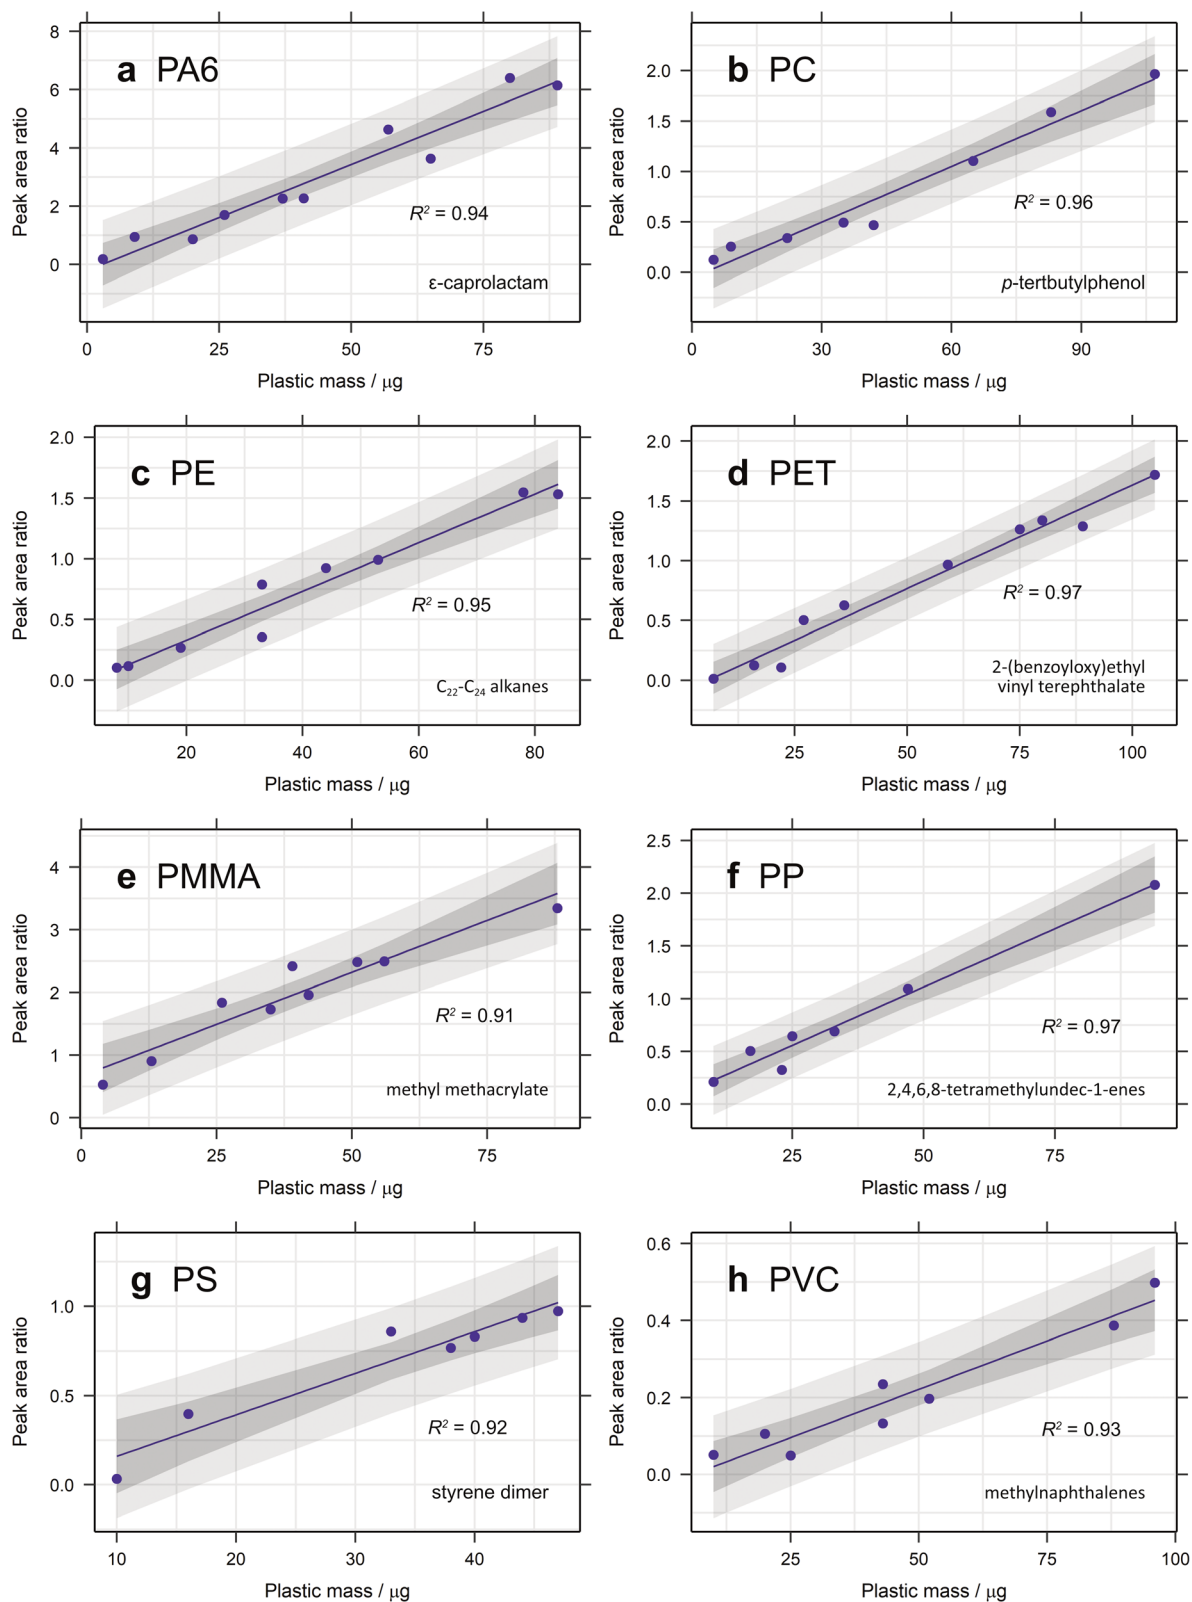 a PA6
8
6
4
2
0
Peak area ratio
R² = 0.94
ε-caprolactam
0 25 50 75
Plastic mass / μg
b PC
2.0
1.5
1.0
0.5
0.0
Peak area ratio
R² = 0.96
p-tertbutylphenol
0 30 60 90
Plastic mass / μg
c PE
2.0
1.5
1.0
0.5
0.0
Peak area ratio
R² = 0.95
C₂₂-C₂₄ alkanes
20 40 60 80
Plastic mass / μg
d PET
2.0
1.5
1.0
0.5
0.0
Peak area ratio
R² = 0.97
2-(benzoyloxy)ethyl
vinyl terephthalate
25 50 75 100
Plastic mass / μg
e PMMA
4
3
2
1
0
Peak area ratio
R² = 0.91
methyl methacrylate
0 25 50 75
Plastic mass / μg
f PP
2.5
2.0
1.5
1.0
0.5
0.0
Peak area ratio
R² = 0.97
2,4,6,8-tetramethylundec-1-enes
25 50 75
Plastic mass / μg
g PS
1.0
0.5
0.0
Peak area ratio
R² = 0.92
styrene dimer
10 20 30 40
Plastic mass / μg
h PVC
0.6
0.4
0.2
0.0
Peak area ratio
R² = 0.93
methylnaphthalenes
25 50 75 100
Plastic mass / μg